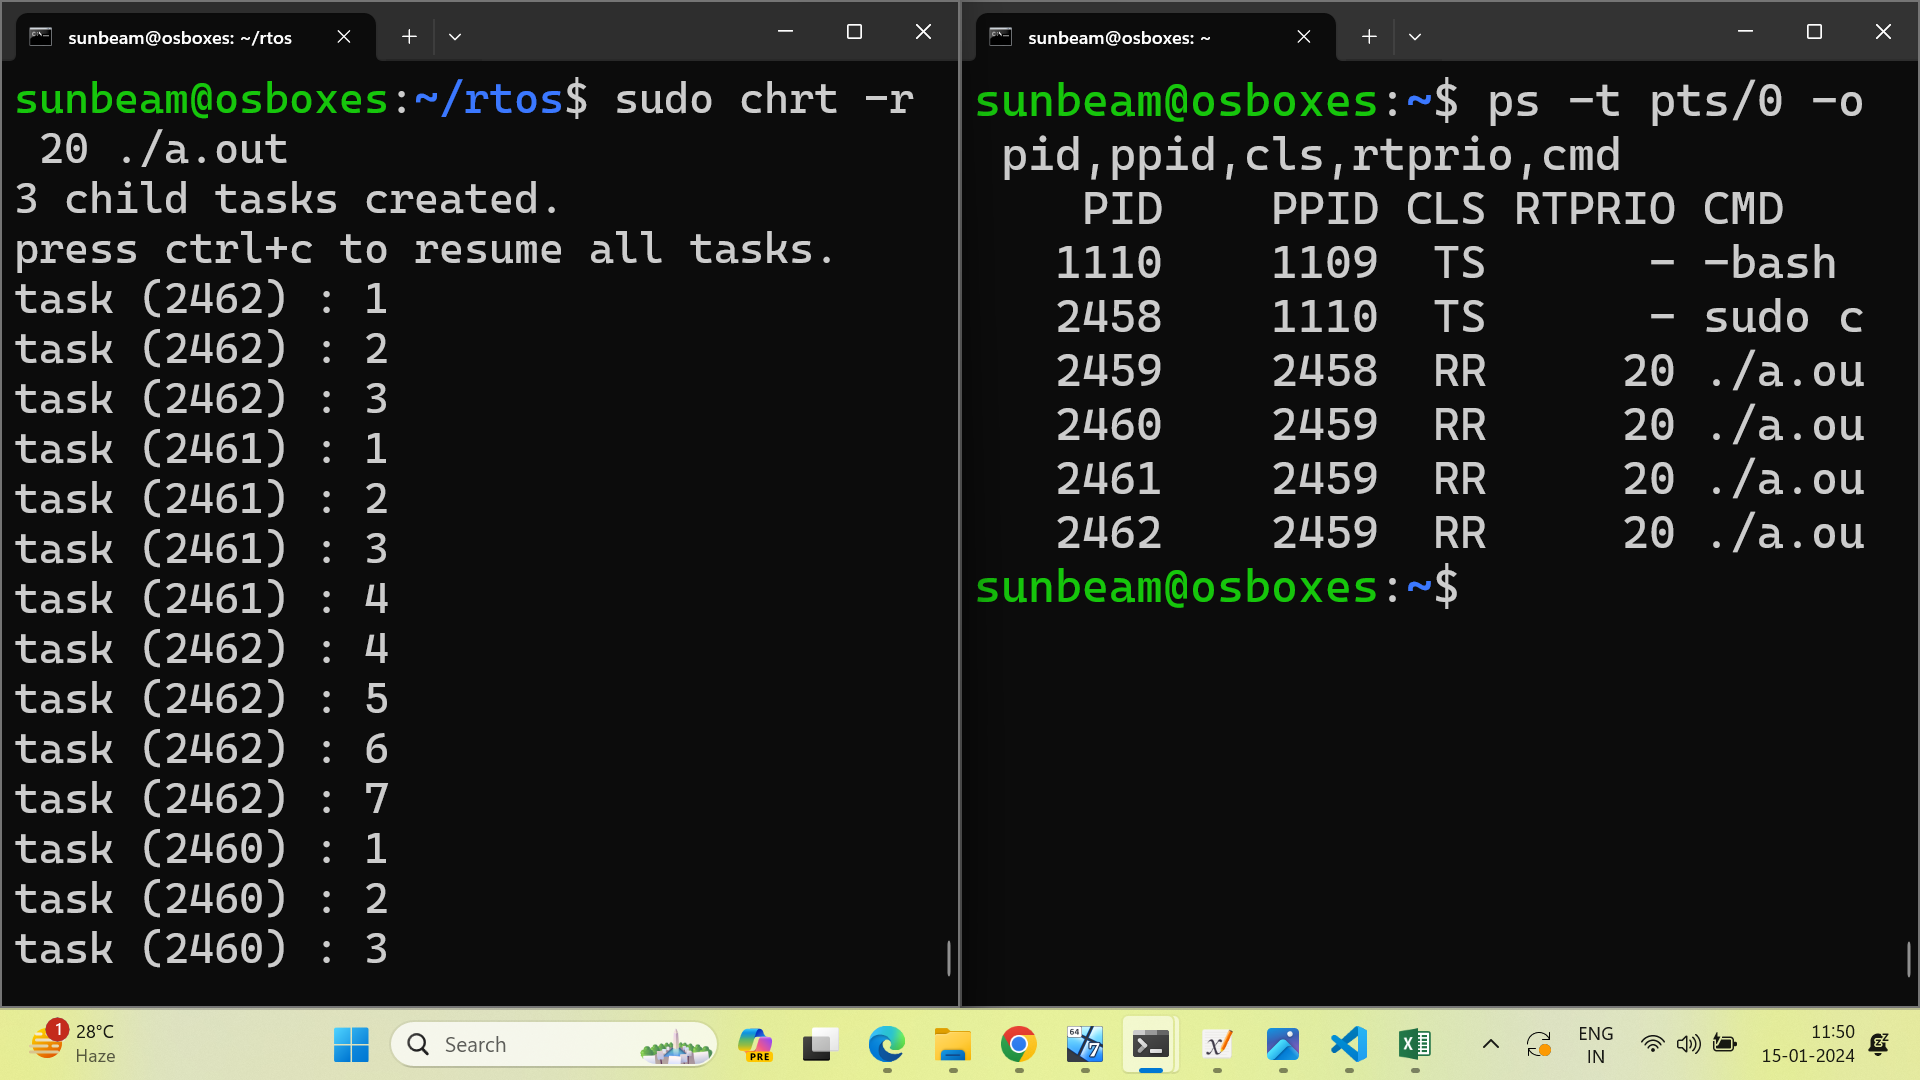 sunbeam@osboxes: ~/rtos
sunbeam@osboxes:~/rtos$ sudo chrt -r
20 ./a.out
3 child tasks created.
press ctrl+c to resume all tasks.
task (2462) : 1
task (2462) : 2
task (2462) : 3
task (2461) : 1
task (2461) : 2
task (2461) : 3
task (2461) : 4
task (2462) : 4
task (2462) : 5
task (2462) : 6
task (2462) : 7
task (2460) : 1
task (2460) : 2
task (2460) : 3
sunbeam@osboxes: ~
sunbeam@osboxes:~$ ps -t pts/0 -o
pid,ppid,cls,rtprio,cmd
PID PPID CLS RTPRIO CMD
1110 1109 TS - -bash
2458 1110 TS - sudo c
2459 2458 RR 20 ./a.ou
2460 2459 RR 20 ./a.ou
2461 2459 RR 20 ./a.ou
2462 2459 RR 20 ./a.ou
sunbeam@osboxes:~$
1
28°C
Haze
Search
PRE
64
7
ENG
IN
11:50
15-01-2024